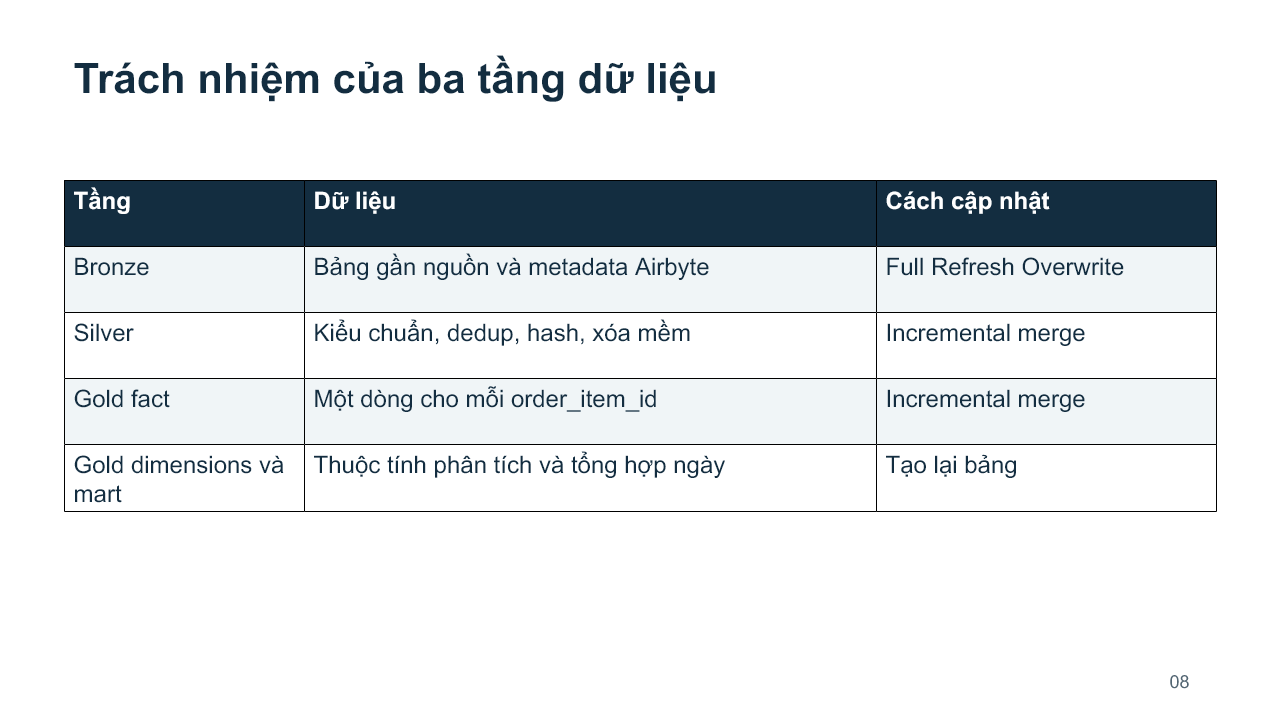 Trách nhiệm của ba tầng dữ liệu
Tầng
Dữ liệu
Cách cập nhật
Bronze
Bảng gần nguồn và metadata Airbyte
Full Refresh Overwrite
Silver
Kiểu chuẩn, dedup, hash, xóa mềm
Incremental merge
Gold fact
Một dòng cho mỗi order_item_id
Incremental merge
Gold dimensions và
mart
Thuộc tính phân tích và tổng hợp ngày
Tạo lại bảng
08